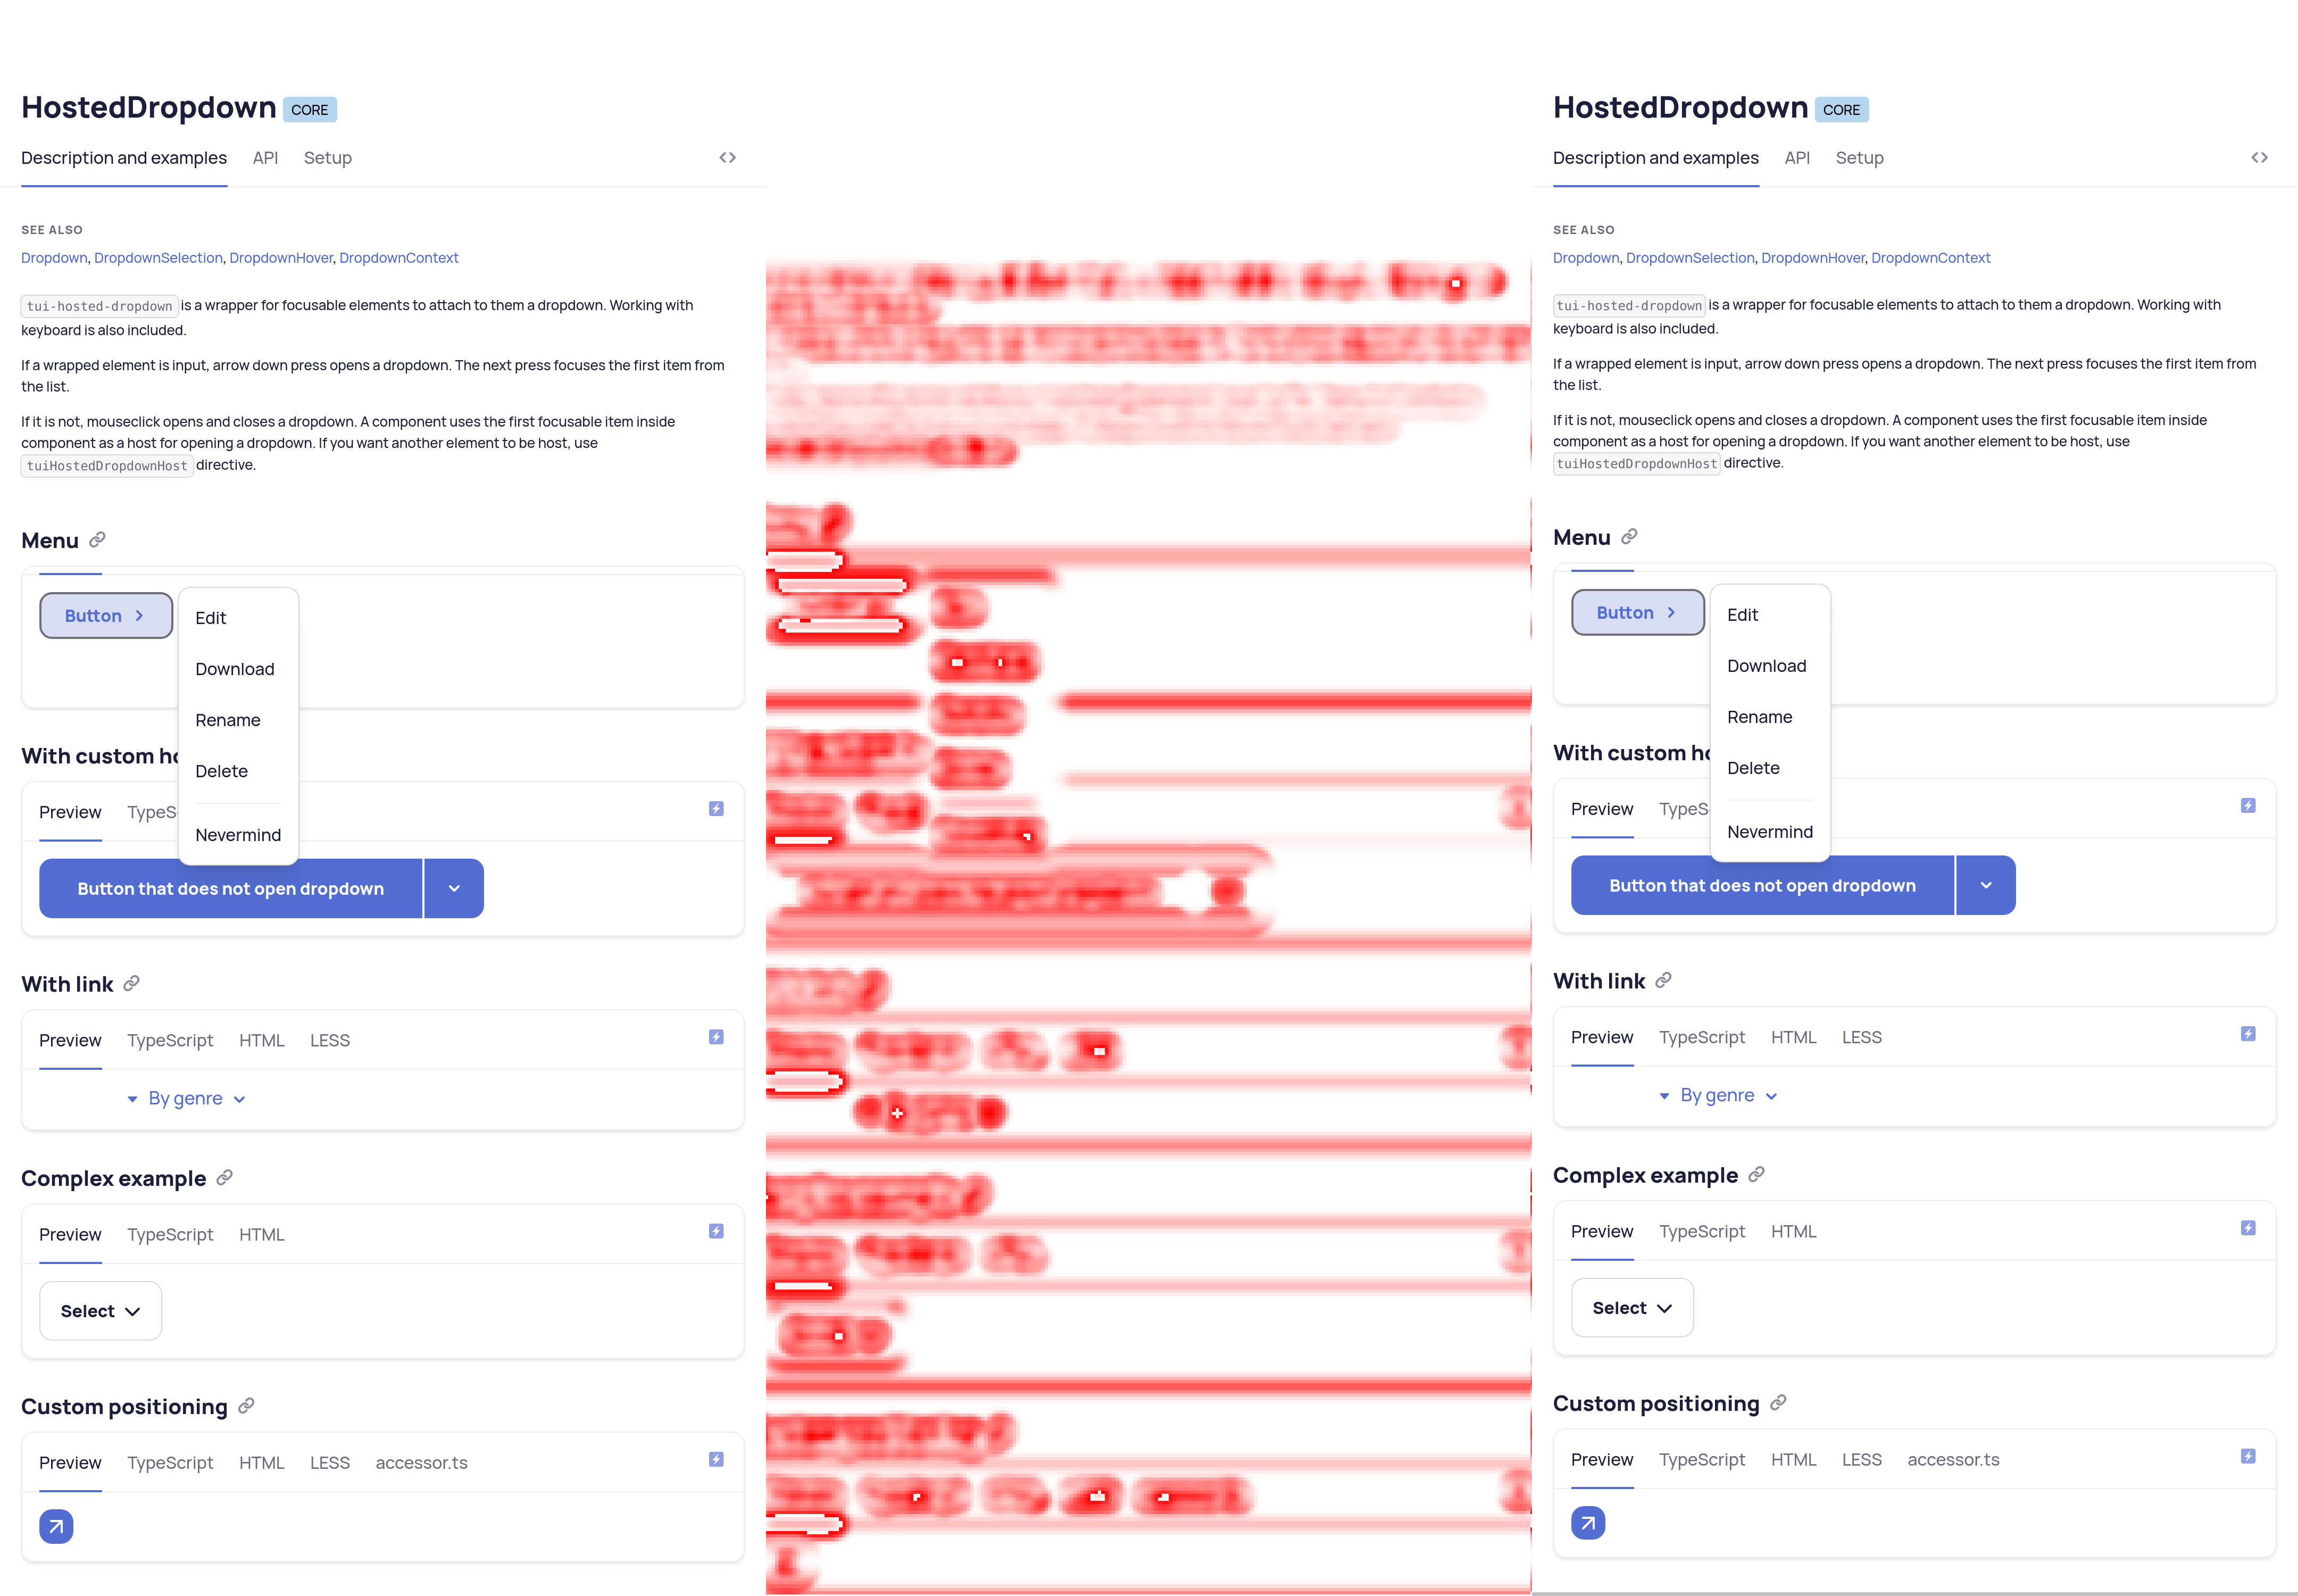 HostedDropdown CORE
Description and examples API Setup
SEE ALSO
Dropdown, DropdownSelection, DropdownHover, DropdownContext
tui-hosted-dropdown is a wrapper for focusable elements to attach to them a dropdown. Working with
keyboard is also included.
If a wrapped element is input, arrow down press opens a dropdown. The next press focuses the first item from
the list.
If it is not, mouseclick opens and closes a dropdown. A component uses the first focusable item inside
component as a host for opening a dropdown. If you want another element to be host, use
tuiHostedDropdownHost directive.
Menu
Button
Edit
Download
Rename
Delete
Nevermind
With custom
Preview
Button that does not open dropdown
With link
Preview TypeScript HTML LESS
By genre
Complex example
Preview TypeScript HTML
Select
Custom positioning
Preview TypeScript HTML LESS accessor.ts
HostedDropdown CORE
Description and examples API Setup
SEE ALSO
Dropdown, DropdownSelection, DropdownHover, DropdownContext
tui-hosted-dropdown is a wrapper for focusable elements to attach to them a dropdown. Working with
keyboard is also included.
If a wrapped element is input, arrow down press opens a dropdown. The next press focuses the first item from
the list.
If it is not, mouseclick opens and closes a dropdown. A component uses the first focusable item inside
component as a host for opening a dropdown. If you want another element to be host, use
tuiHostedDropdownHost directive.
Menu
Button
Edit
Download
Rename
Delete
Nevermind
With custom
Preview
Button that does not open dropdown
With link
Preview TypeScript HTML LESS
By genre
Complex example
Preview TypeScript HTML
Select
Custom positioning
Preview TypeScript HTML LESS accessor.ts